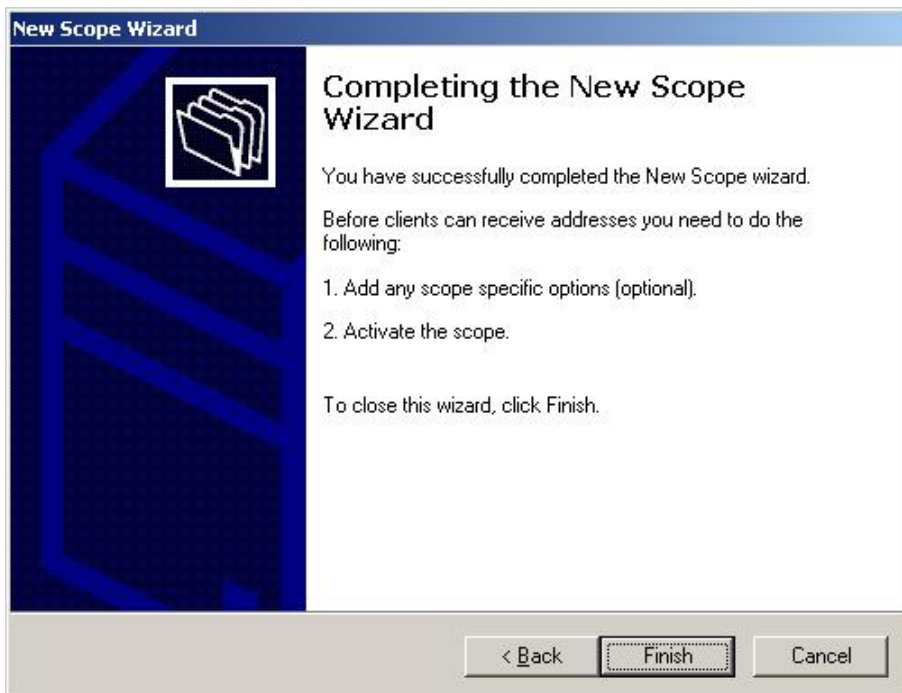 New Scope Wizard
Completing the New Scope
Wizard
You have successfully completed the New Scope wizard.
Before clients can receive addresses you need to do the
following:
1. Add any scope specific options (optional).
2. Activate the scope.
To close this wizard, click Finish.
< Back
Finish
Cancel